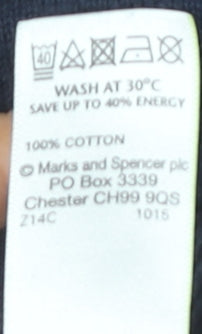 40
WASH AT 30°C
SAVE UP TO 40% ENERGY
100% COTTON
© Marks and Spencer plc
PO Box 3339
Chester CH99 9QS
Z14C 1015